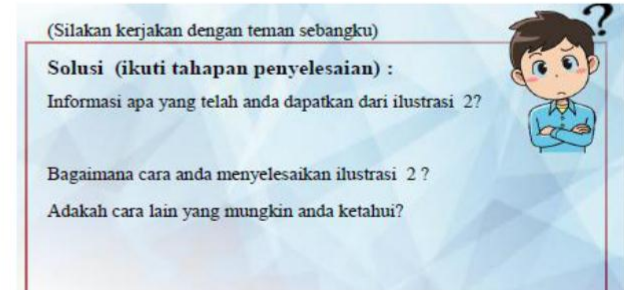 (Silakan kerjakan dengan teman sebangku)
Solusi (ikuti tahapan penyelesaian) :
Informasi apa yang telah anda dapatkan dari ilustrasi 2?
Bagaimana cara anda menyelesaikan ilustrasi 2 ?
Adakah cara lain yang mungkin anda ketahui?
?